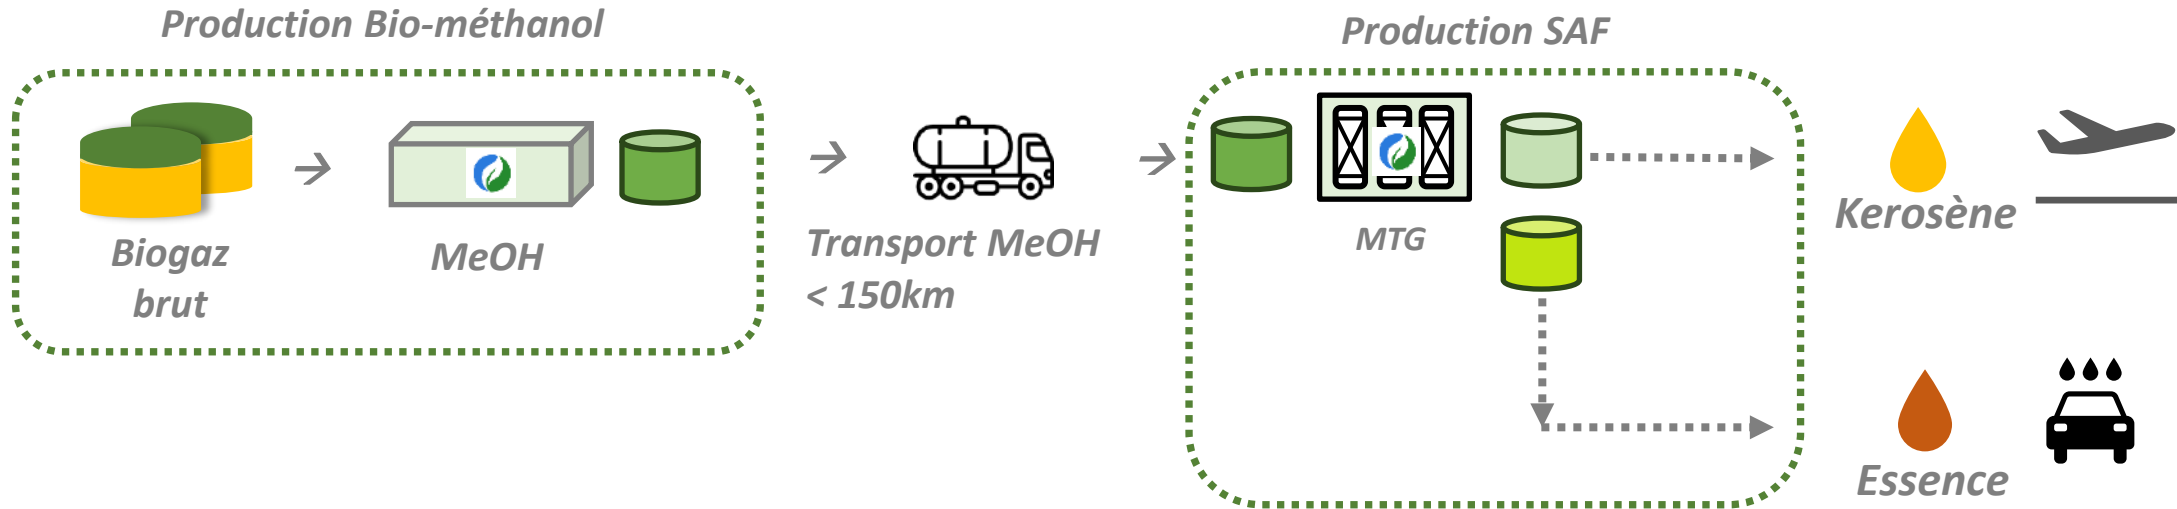 Production Bio-méthanol
Biogaz
brut
→
MeOH
→
Transport MeOH
< 150km
→
Production SAF
MTG
Kerosène
Essence